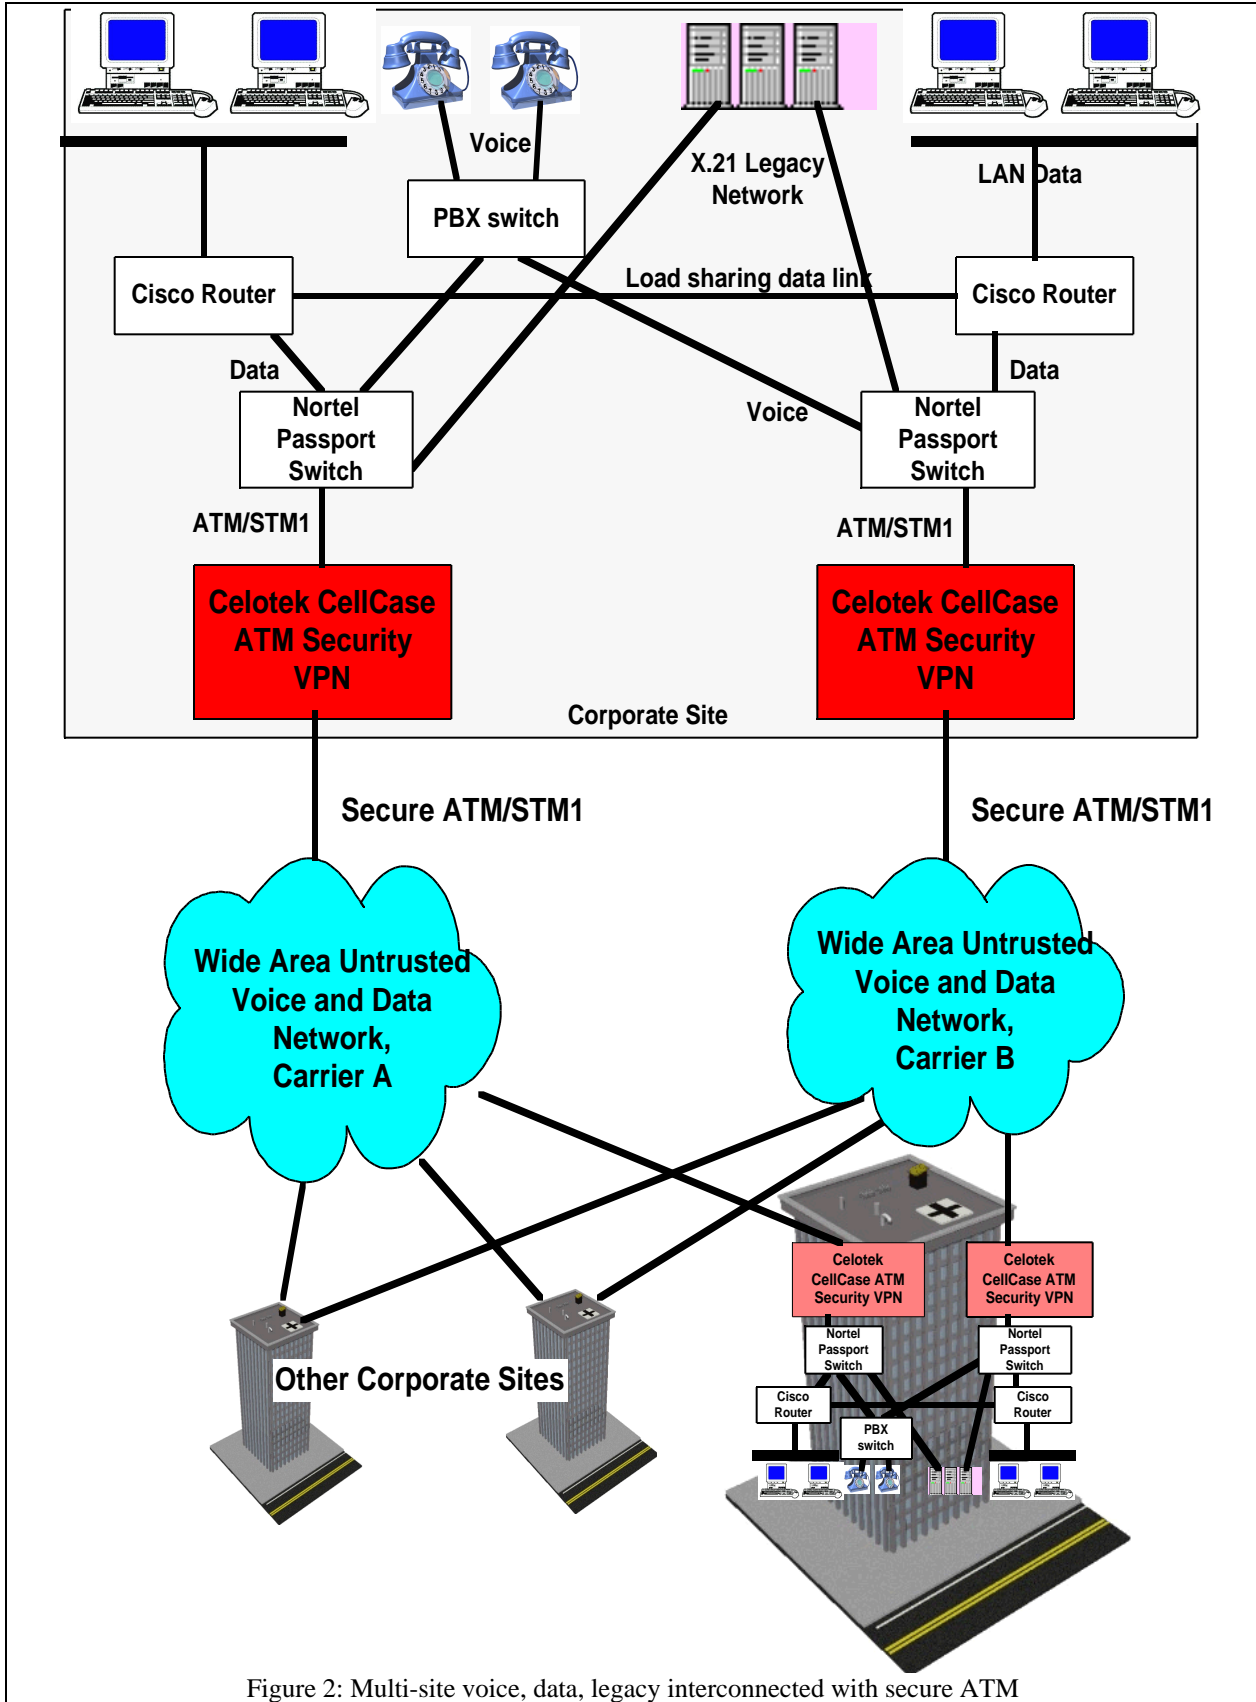 Voice
X.21 Legacy
Network
LAN Data
PBX switch
Cisco Router
Load sharing data link
Cisco Router
Data
Data
Nortel
Passport
Switch
Voice
Nortel
Passport
Switch
ATM/STM1
ATM/STM1
Celotek CellCase
ATM Security
VPN
Celotek CellCase
ATM Security
VPN
Corporate Site
Secure ATM/STM1
Secure ATM/STM1
Wide Area Untrusted
Voice and Data
Network,
Carrier A
Wide Area Untrusted
Voice and Data
Network,
Carrier B
Celotek
CellCase ATM
Security VPN
Celotek
CellCase ATM
Security VPN
Nortel
Passport
Switch
Nortel
Passport
Switch
Other Corporate Sites
Cisco
Router
Cisco
Router
PBX
switch
Figure 2: Multi-site voice, data, legacy interconnected with secure ATM